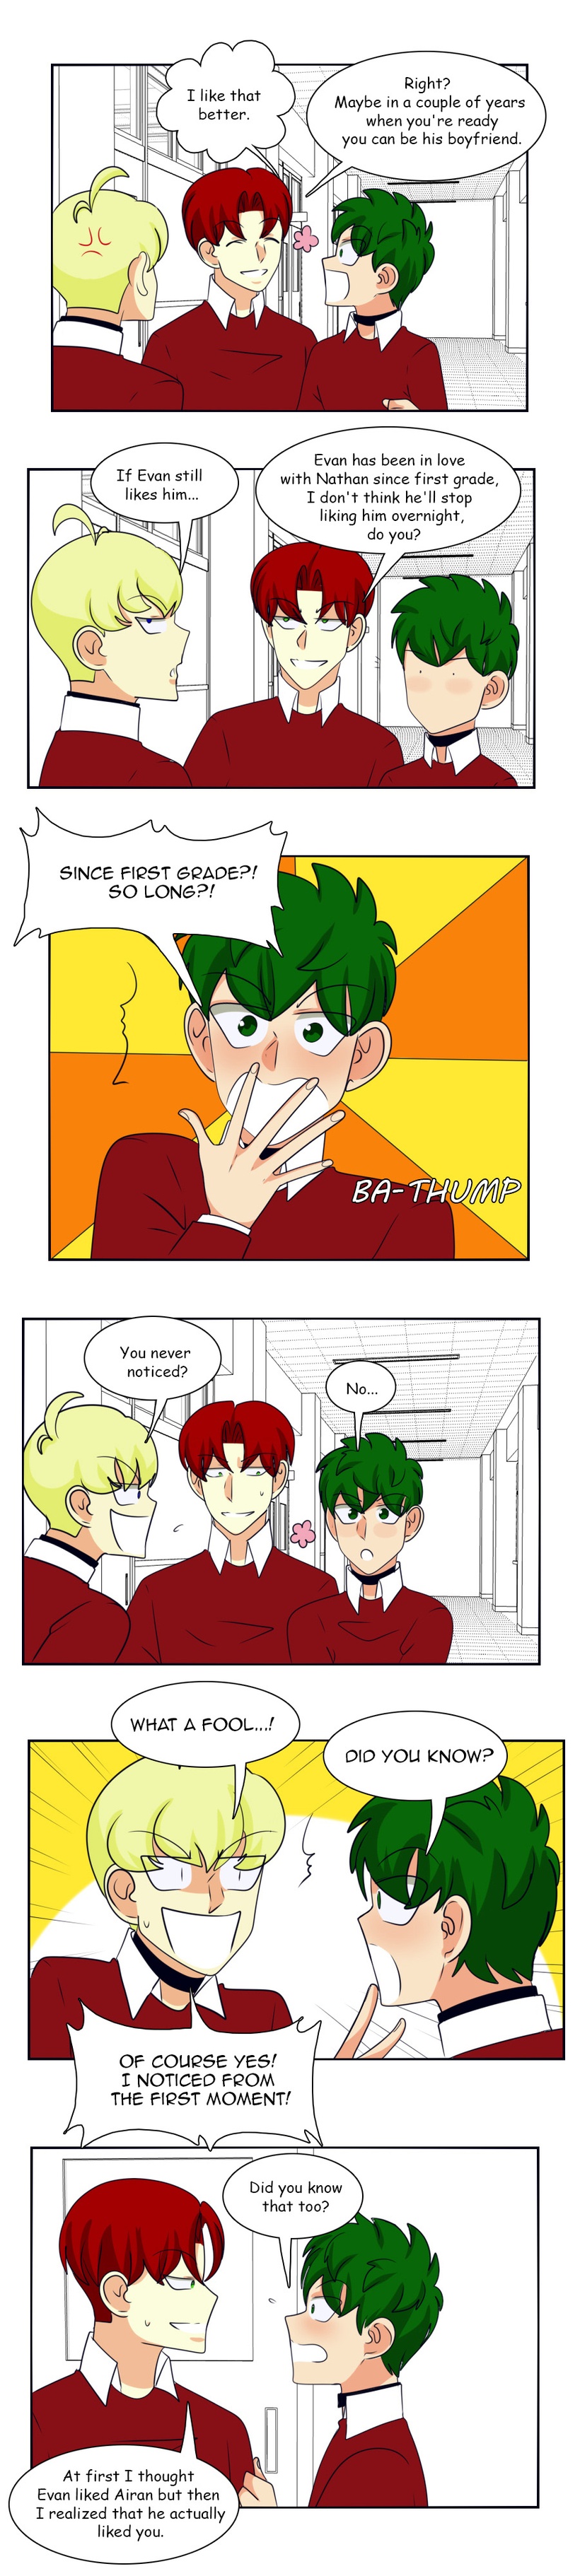 I like that
better.
Right?
Maybe in a couple of years
when you're ready
you can be his boyfriend.
If Evan still
likes him...
Evan has been in love
with Nathan since first grade,
I don't think he'll stop
liking him overnight,
do you?
SINCE FIRST GRADE?!
SO LONG?!
BA-THUMP
You never
noticed?
No...
WHAT A FOOL...!
DID YOU KNOW?
OF COURSE YES!
I NOTICED FROM
THE FIRST MOMENT!
Did you know
that too?
At first I thought
Evan liked Airan but then
I realized that he actually
liked you.